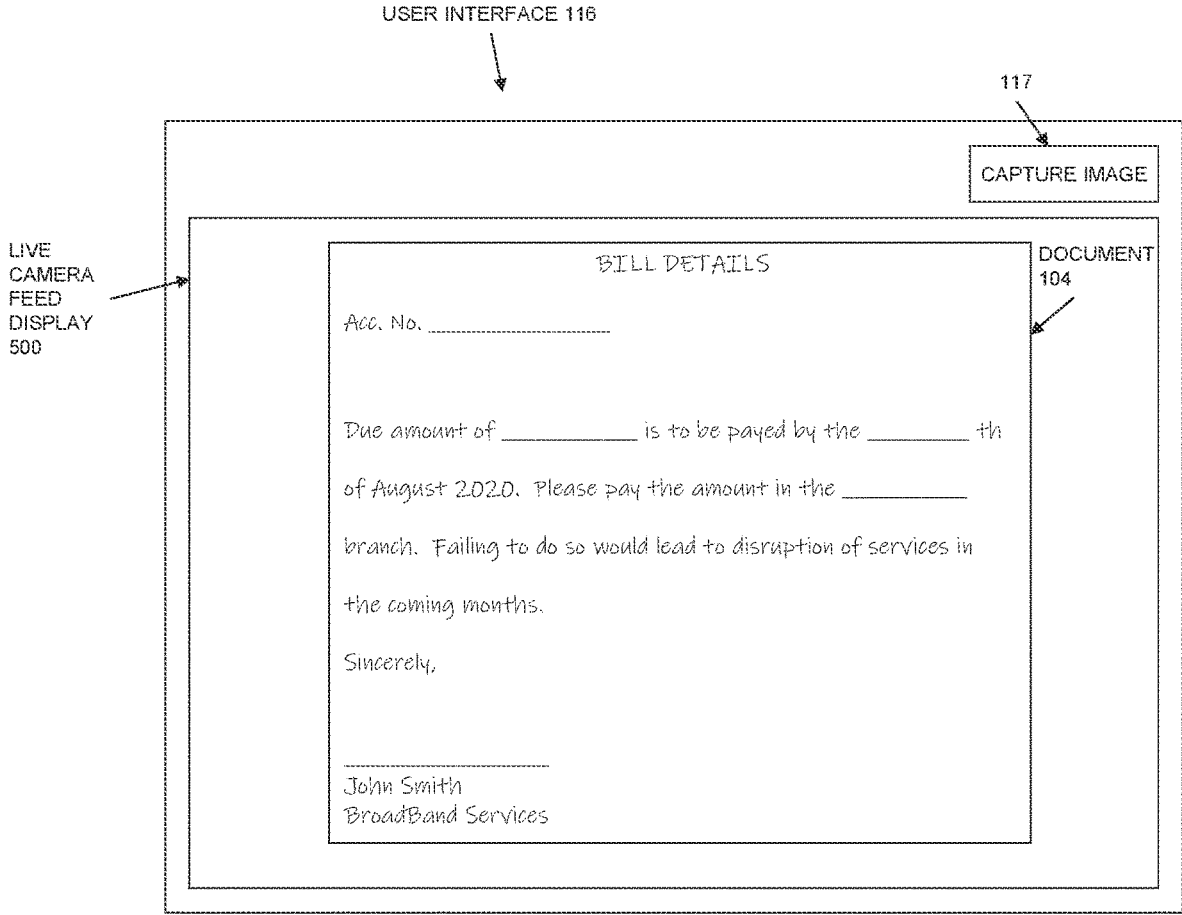 USER INTERFACE 116
117
CAPTURE IMAGE
LIVE
CAMERA
FEED
DISPLAY
500
DOCUMENT
104
BILL DETAILS
Acc. No. _______________
Due amount of ___________ is to be payed by the ________ th
of August 2020. Please pay the amount in the __________
branch. Failing to do so would lead to disruption of services in
the coming months.
Sincerely,
_________________
John Smith
BroadBand Services